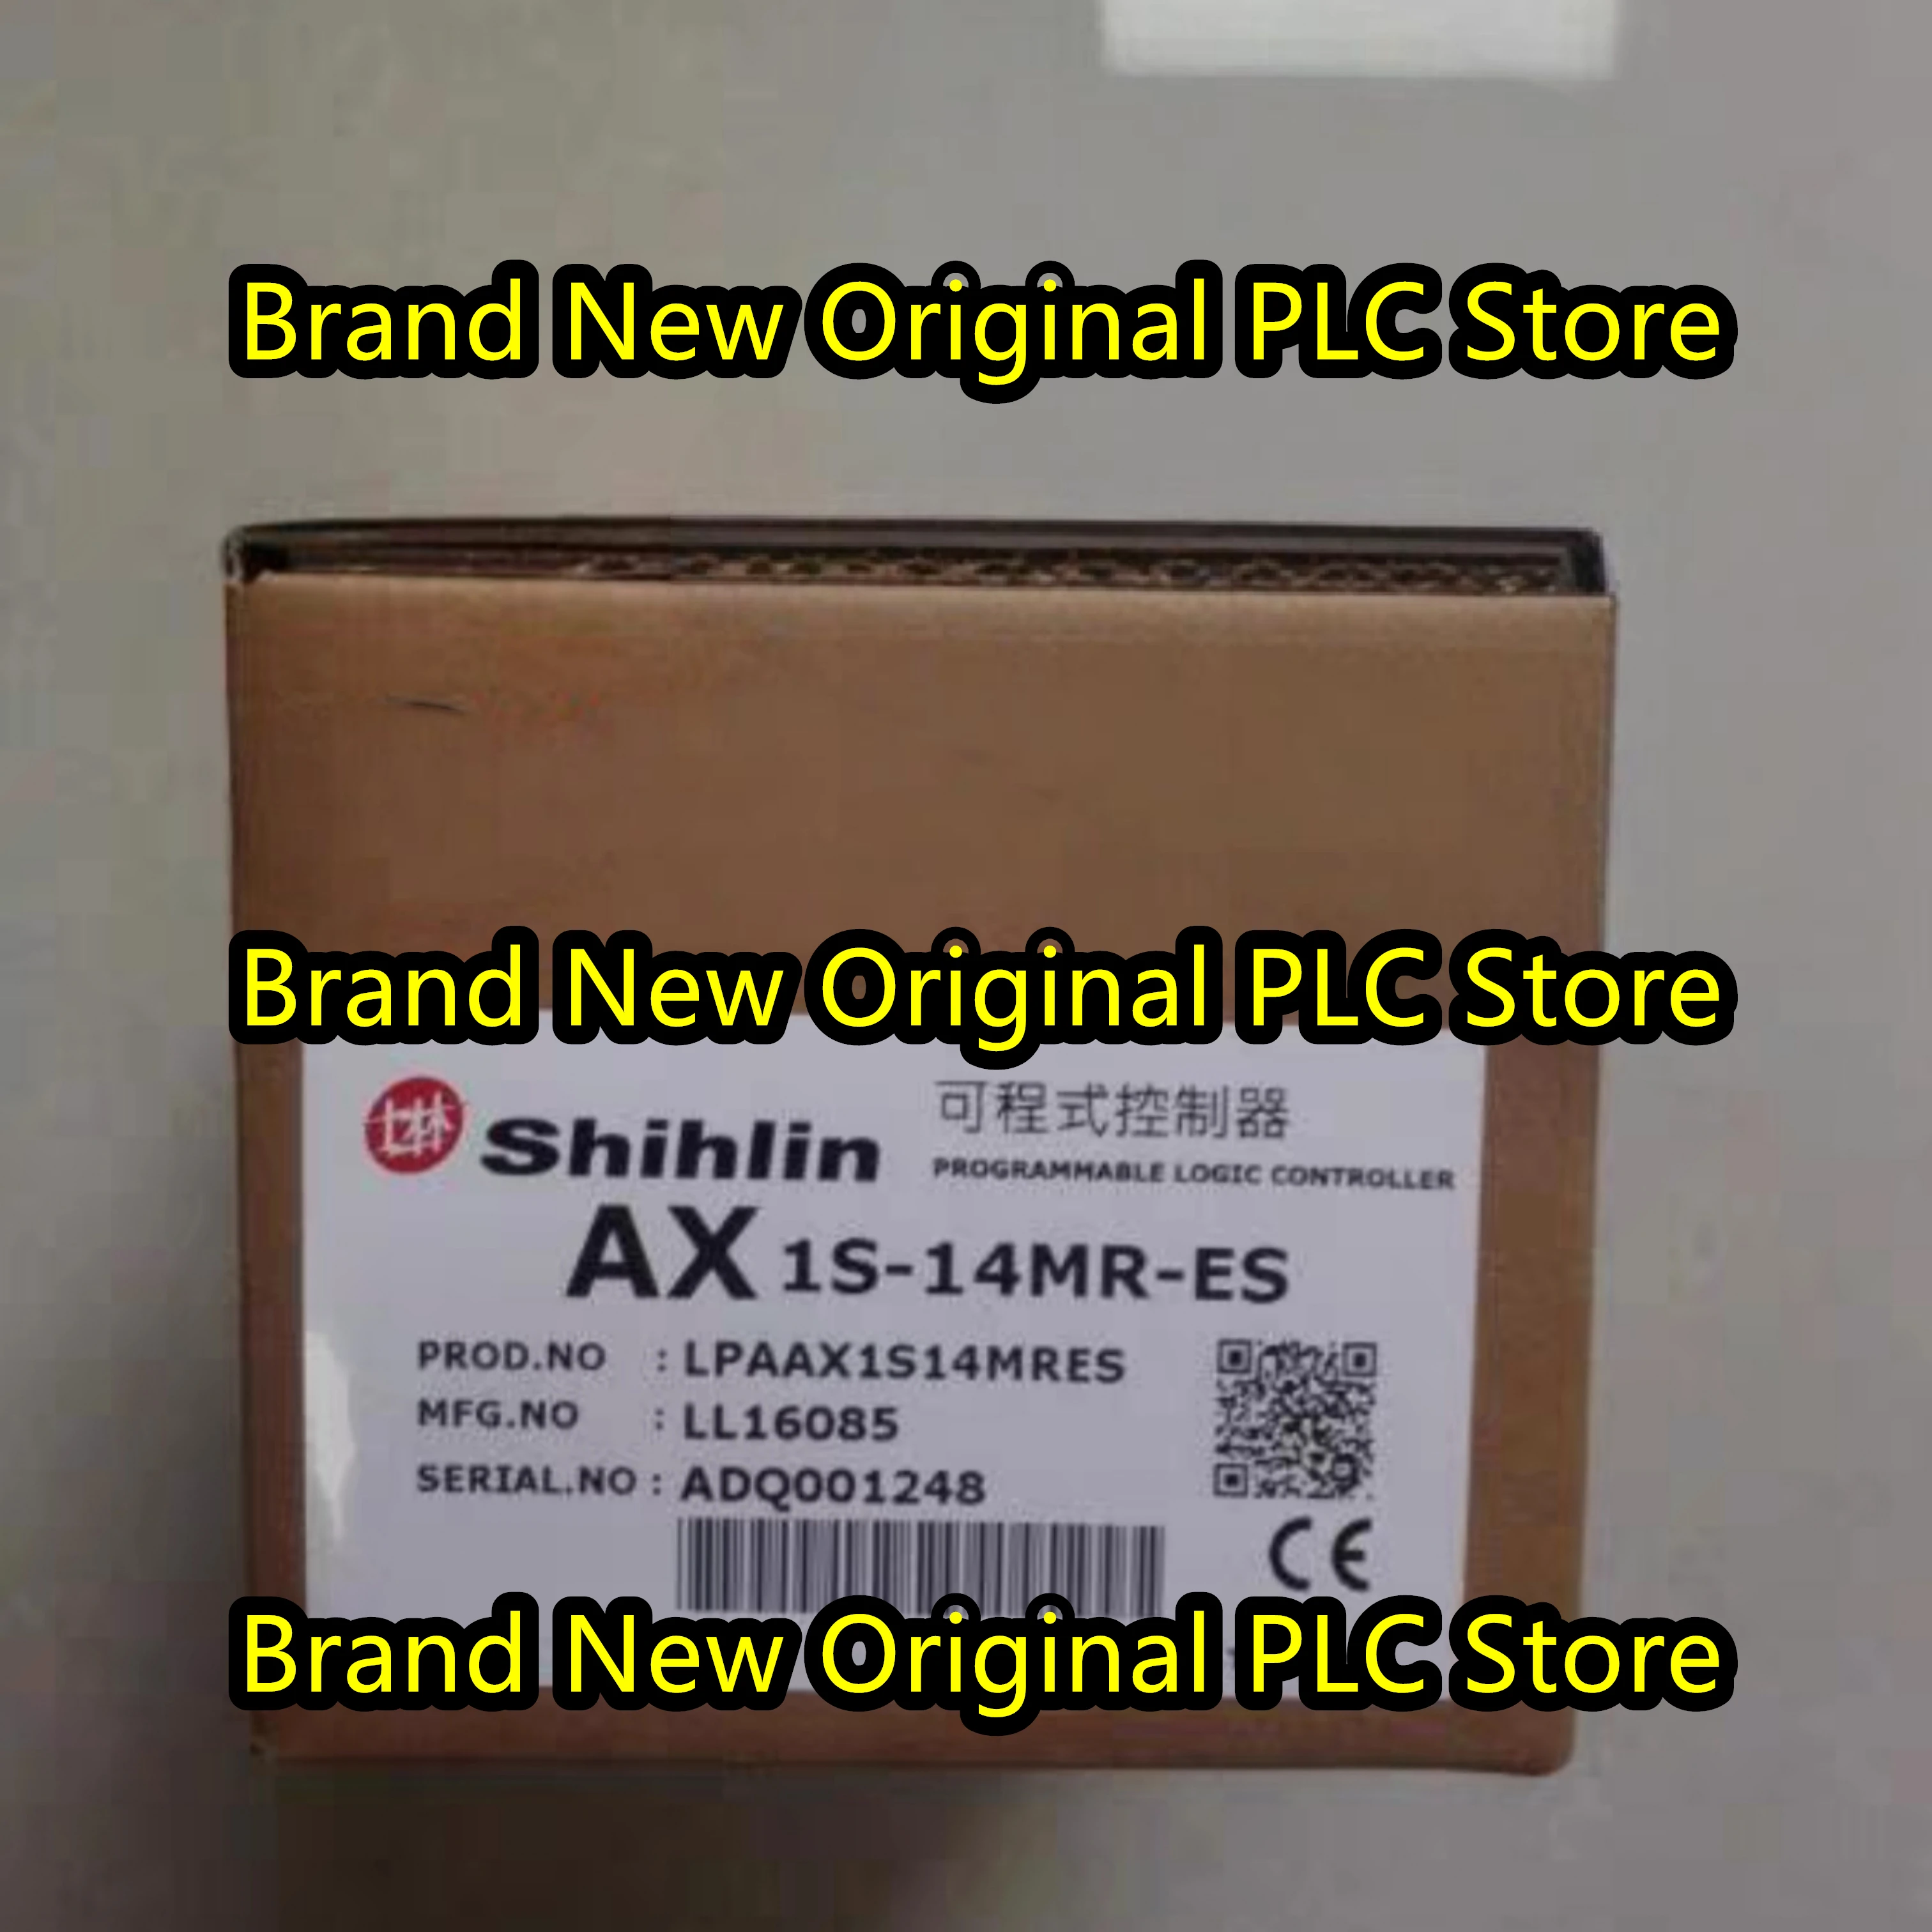 Brand New Original PLC Store
Brand New Original PLC Store
士林 Shihlin
可程式控制器
PROGRAMMABLE LOGIC CONTROLLER
AX 1S-14MR-ES
PROD.NO : LPAAX1S14MRES
MFG.NO : LL16085
SERIAL.NO : ADQ001248
CE
Brand New Original PLC Store